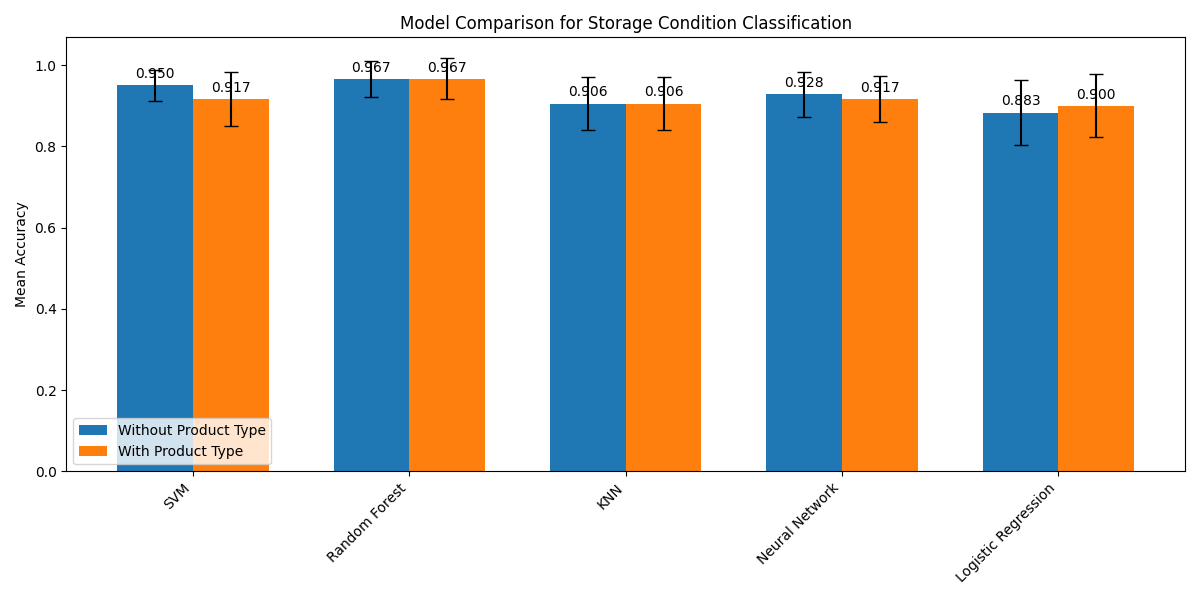 Model Comparison for Storage Condition Classification
Mean Accuracy
1.0
0.8
0.6
0.4
0.2
0.0
0.950
0.917
0.967
0.967
0.906
0.906
0.928
0.917
0.883
0.900
Without Product Type
With Product Type
SVM
Random Forest
KNN
Neural Network
Logistic Regression